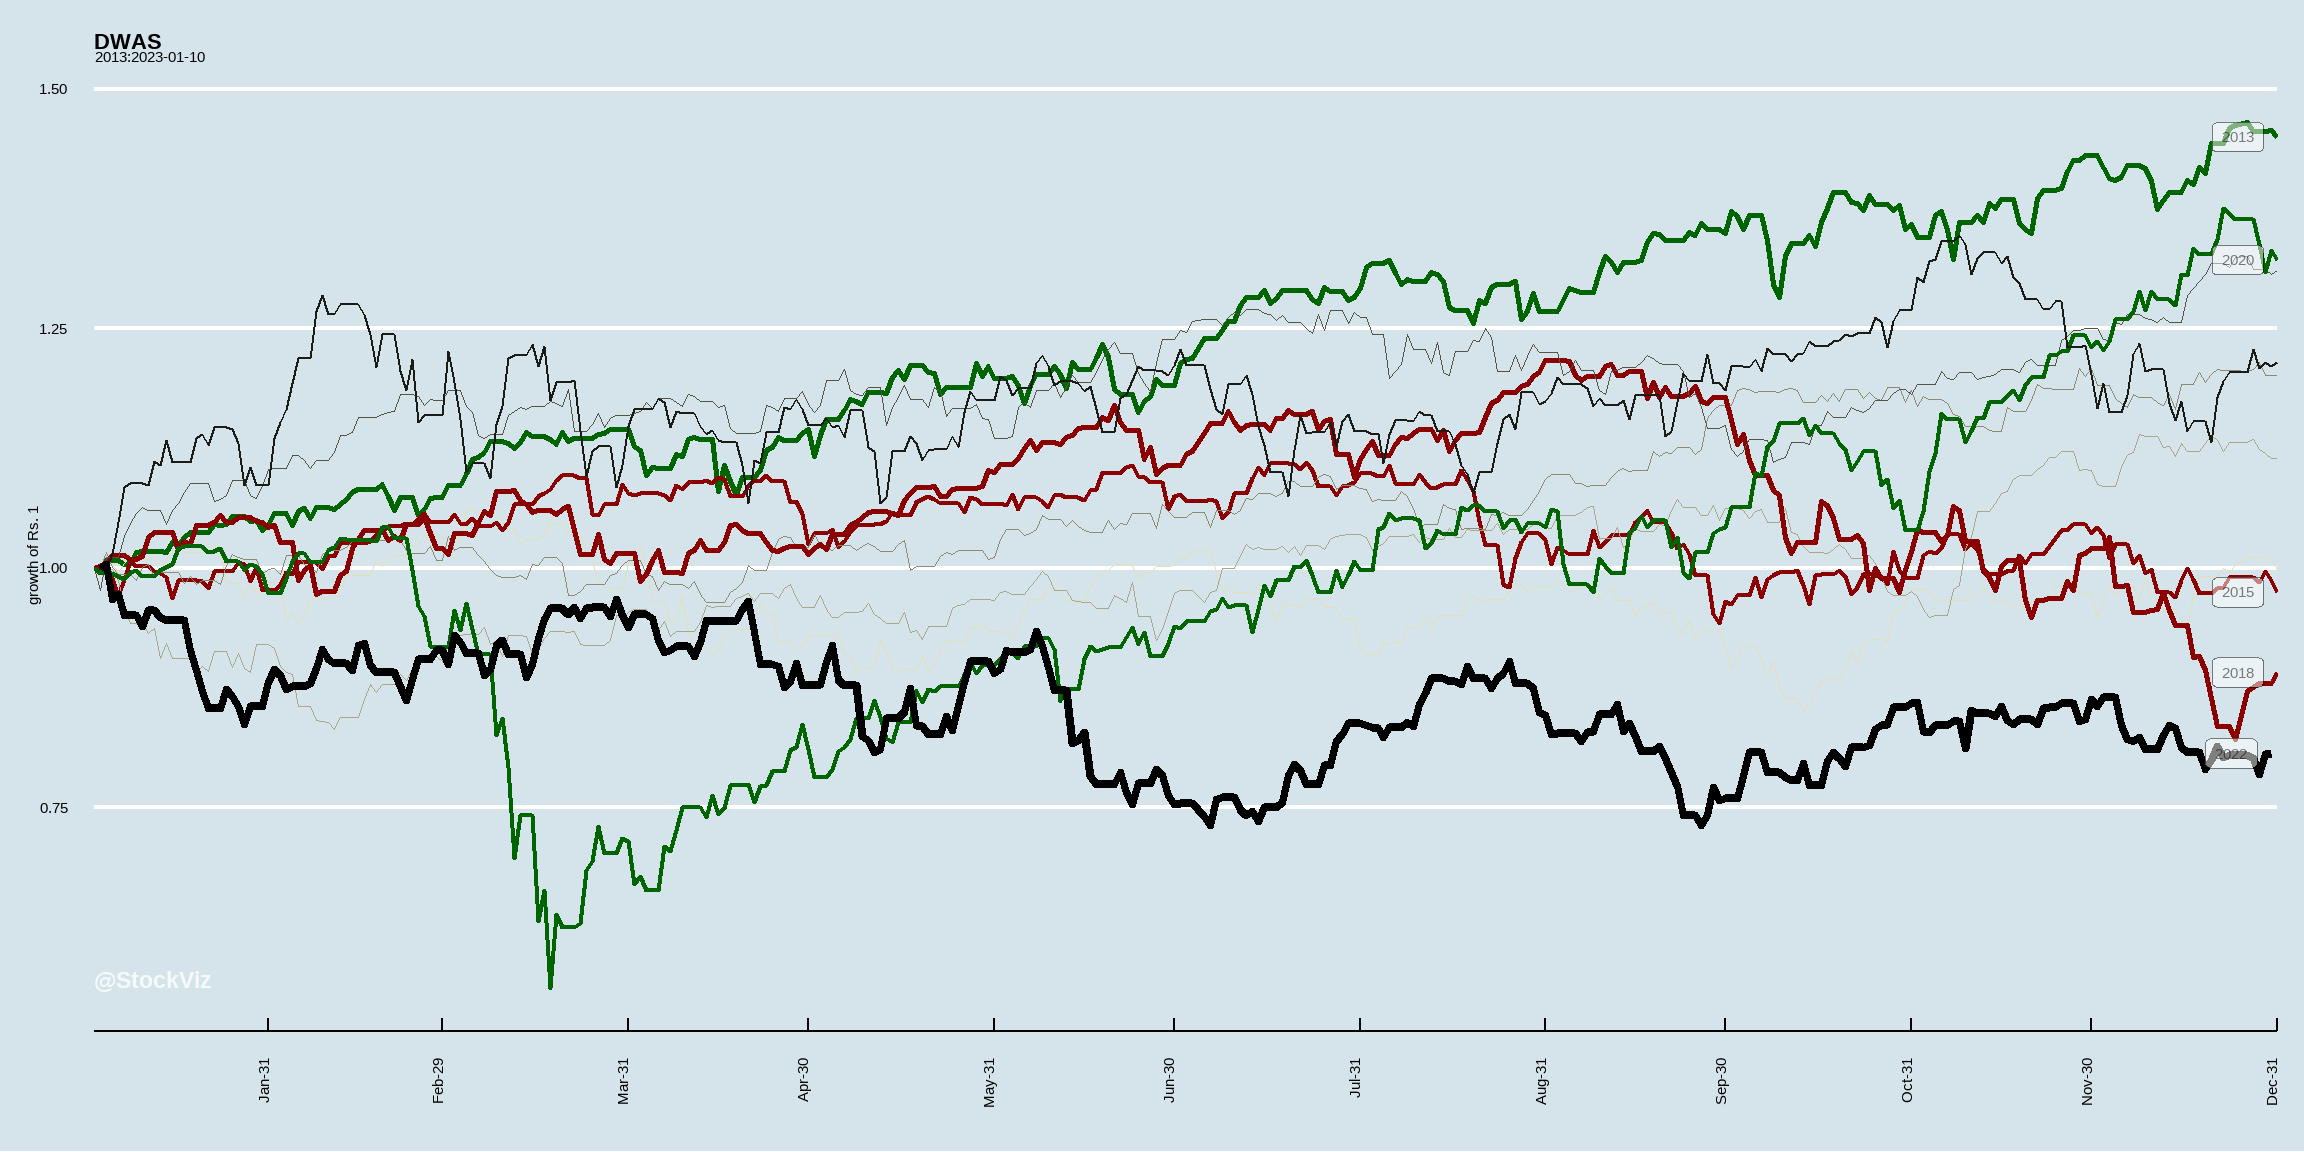 DWAS
2013:2023-01-10
1.50
1.25
1.00
0.75
growth of Rs. 1
2013
2020
2015
2018
2022
@StockViz
Jan-31
Feb-29
Mar-31
Apr-30
May-31
Jun-30
Jul-31
Aug-31
Sep-30
Oct-31
Nov-30
Dec-31